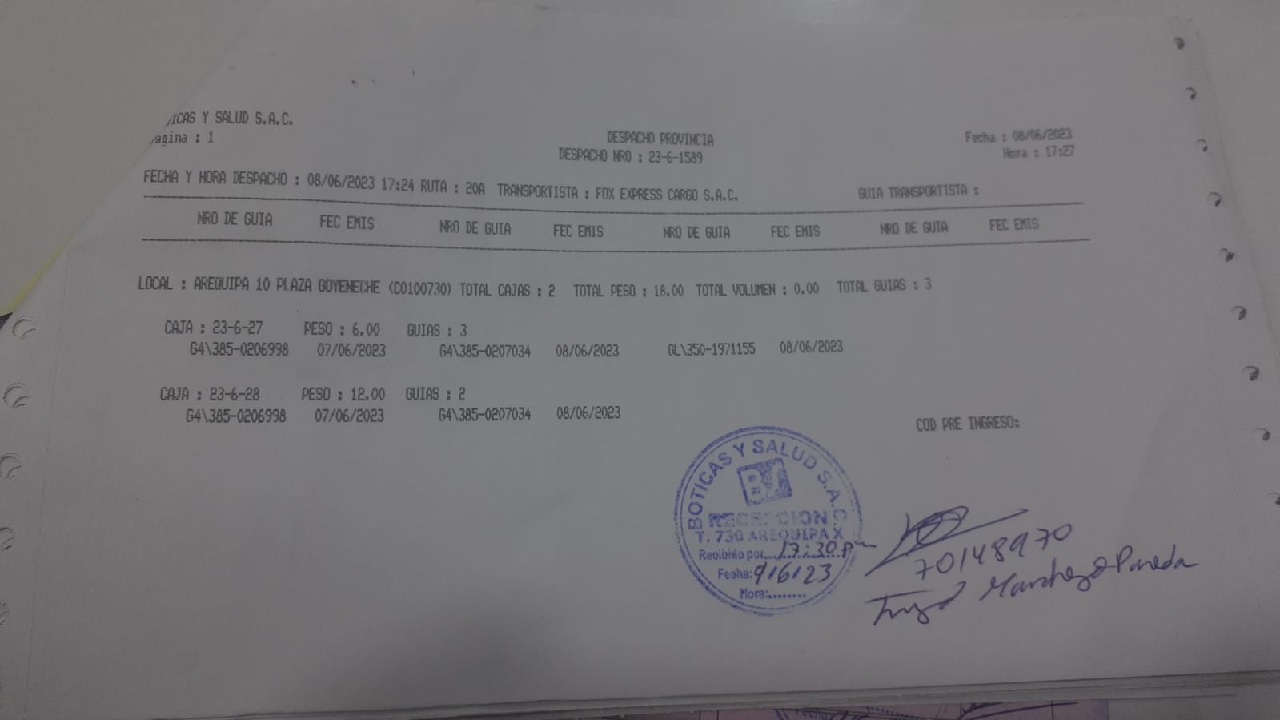 ICAS Y SALUD S.A.C.
agina : 1
DESPACHO PROVINCIA
DESPACHO NRO : 23-6-1589
Fecha : 08/06/2023
Hora : 17:27
FECHA Y HORA DESPACHO : 08/06/2023 17:24 RUTA : 20A TRANSPORTISTA : FOX EXPRESS CARGO S.A.C. GUIA TRANSPORTISTA :
NRO DE GUIA FEC EMIS NRO DE GUIA FEC EMIS NRO DE GUIA FEC EMIS NRO DE GUIA FEC EMIS
LOCAL : AREQUIPA 10 PLAZA GOYENECHE (C0100730) TOTAL CAJAS : 2 TOTAL PESO : 18.00 TOTAL VOLUMEN : 0.00 TOTAL GUIAS : 3
CAJA : 23-6-27 PESO : 6.00 GUIAS : 3
G4\385-0206998 07/06/2023 G4\385-0207034 08/06/2023 GL\350-1971155 08/06/2023
CAJA : 23-6-28 PESO : 12.00 GUIAS : 2
G4\385-0206998 07/06/2023 G4\385-0207034 08/06/2023
COD PRE INGRESO:
BOTICAS Y SALUD S.A.C.
RECEPCION
T. 730 AREQUIPA X
Recibido por... 17:30 P
Fecha: 9/6/23
Hora:........
70148970